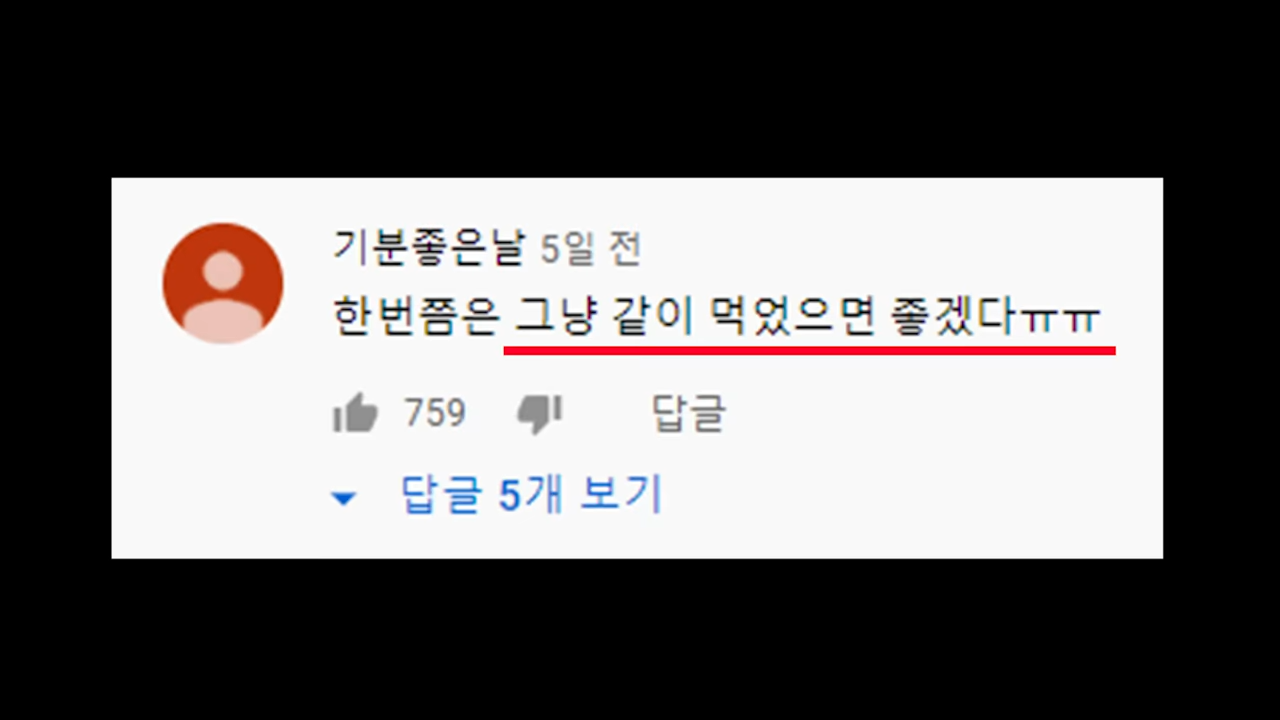 기분좋은날 5일 전
한번쯤은 그냥 같이 먹었으면 좋겠다ㅠㅠ
759 답글
답글 5개 보기